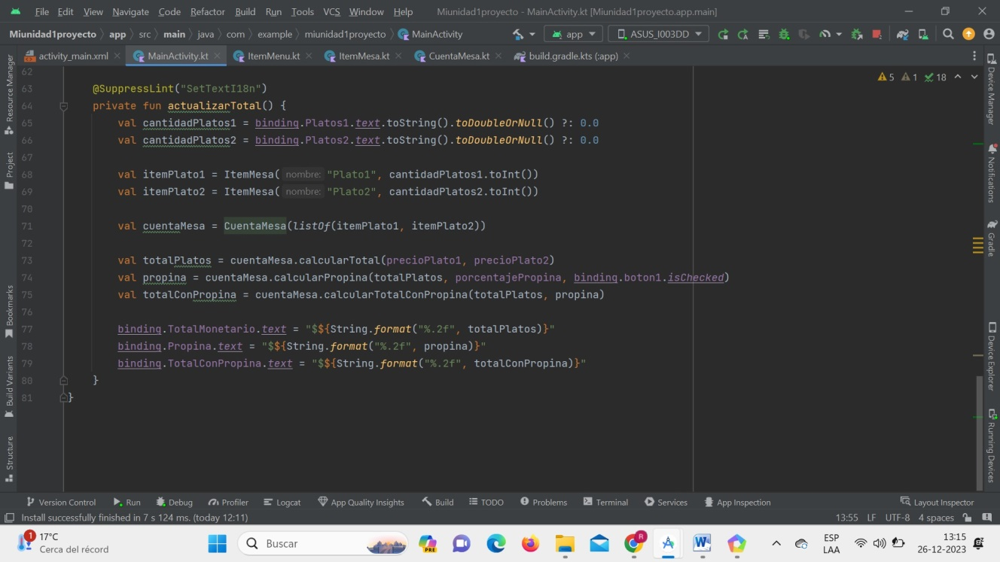 File Edit View Navigate Code Refactor Build Run Tools VCS Window Help Miunidad1proyecto - MainActivity.kt [Miunidad1proyecto.app.main]
Miunidad1proyecto app src main java com example miunidad1proyecto MainActivity app ASUS_I003DD
activity_main.xml MainActivity.kt ItemMenu.kt ItemMesa.kt CuentaMesa.kt build.gradle.kts (:app)
5 1 18
62
63 @SuppressLint("SetTextI18n")
64 private fun actualizarTotal() {
65 val cantidadPlatos1 = binding.Platos1.text.toString().toDoubleOrNull() ?: 0.0
66 val cantidadPlatos2 = binding.Platos2.text.toString().toDoubleOrNull() ?: 0.0
67
68 val itemPlato1 = ItemMesa( nombre: "Plato1", cantidadPlatos1.toInt())
69 val itemPlato2 = ItemMesa( nombre: "Plato2", cantidadPlatos2.toInt())
70
71 val cuentaMesa = CuentaMesa(listOf(itemPlato1, itemPlato2))
72
73 val totalPlatos = cuentaMesa.calcularTotal(precioPlato1, precioPlato2)
74 val propina = cuentaMesa.calcularPropina(totalPlatos, porcentajePropina, binding.boton1.isChecked)
75 val totalConPropina = cuentaMesa.calcularTotalConPropina(totalPlatos, propina)
76
77 binding.TotalMonetario.text = "$${String.format("%.2f", totalPlatos)}"
78 binding.Propina.text = "$${String.format("%.2f", propina)}"
79 binding.TotalConPropina.text = "$${String.format("%.2f", totalConPropina)}"
80 }
81 }
Resource Manager
Project
Bookmarks
Build Variants
Structure
Device Manager
Notifications
Gradle
Device Explorer
Running Devices
Version Control Run Debug Profiler Logcat App Quality Insights Build TODO Problems Terminal Services App Inspection Layout Inspector
Install successfully finished in 7 s 124 ms. (today 12:11) 13:55 LF UTF-8 4 spaces
1 17°C
Cerca del récord
Buscar
PRE
R
ESP
LAA
13:15
26-12-2023